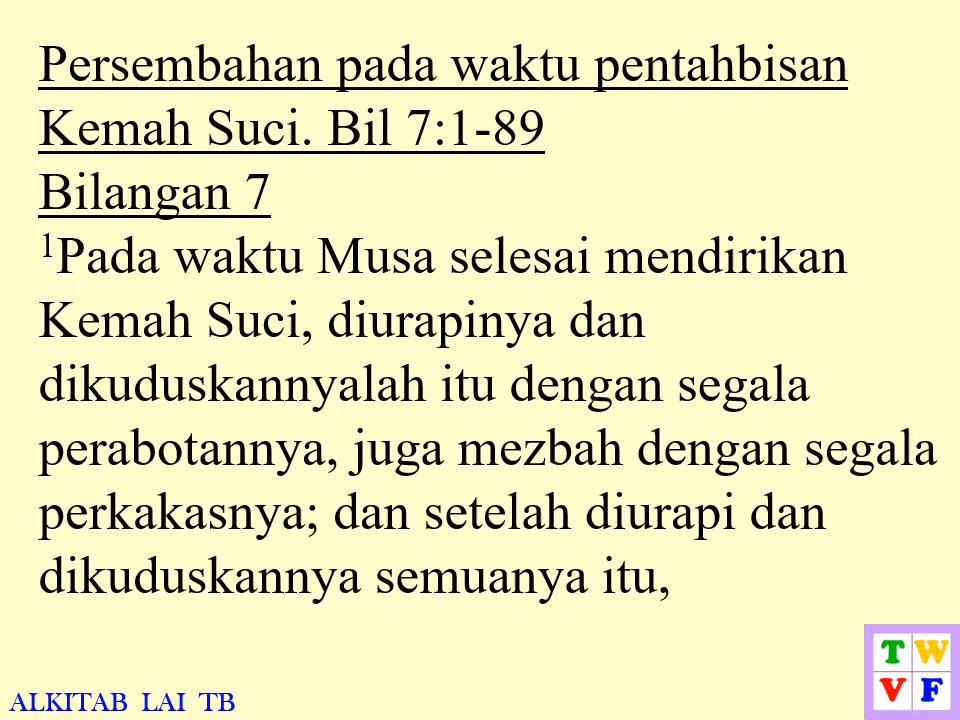 Persembahan pada waktu pentahbisan
Kemah Suci. Bil 7:1-89
Bilangan 7
1Pada waktu Musa selesai mendirikan
Kemah Suci, diurapinya dan
dikuduskannyalah itu dengan segala
perabotannya, juga mezbah dengan segala
perkakasnya; dan setelah diurapi dan
dikuduskannya semuanya itu,
T W
V F
ALKITAB LAI TB